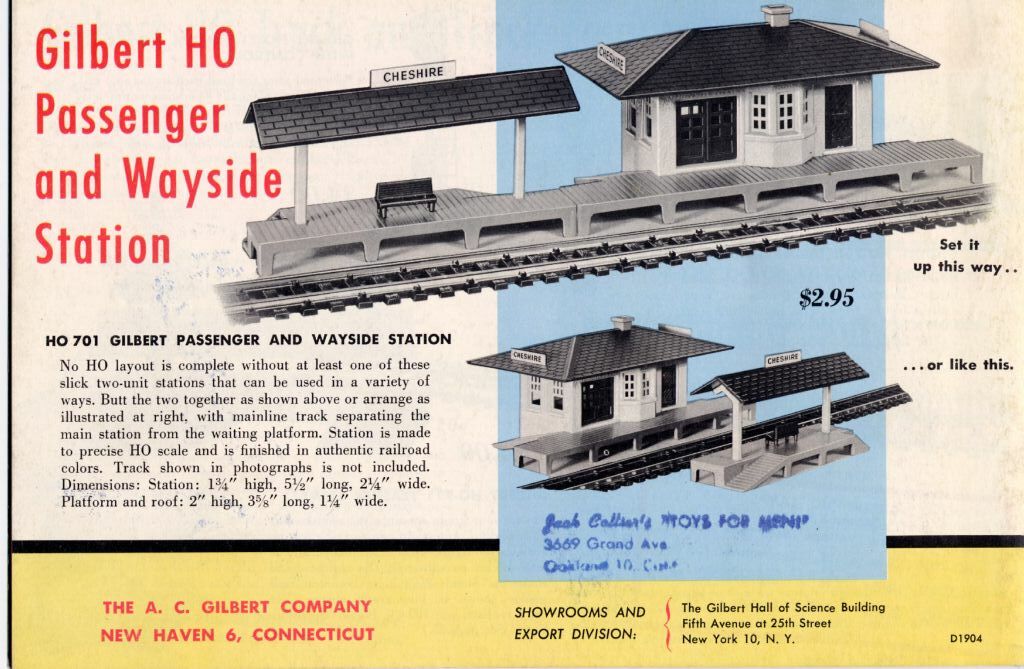 Gilbert HO
Passenger
and Wayside
Station
CHESHIRE
CHESHIRE
Set it
up this way..
$2.95
HO 701 GILBERT PASSENGER AND WAYSIDE STATION
No HO layout is complete without at least one of these
slick two-unit stations that can be used in a variety of
ways. Butt the two together as shown above or arrange as
illustrated at right, with mainline track separating the
main station from the waiting platform. Station is made
to precise HO scale and is finished in authentic railroad
colors. Track shown in photographs is not included.
Dimensions: Station: 1¾" high, 5½" long, 2¼" wide.
Platform and roof: 2" high, 3⅝" long, 1¼" wide.
CHESHIRE
CHESHIRE
...or like this.
"TOYS FOR MEN!"
3669 Grand Ave
Oakland 10,
THE A. C. GILBERT COMPANY
NEW HAVEN 6, CONNECTICUT
SHOWROOMS AND
EXPORT DIVISION:
The Gilbert Hall of Science Building
Fifth Avenue at 25th Street
New York 10, N. Y.
D1904